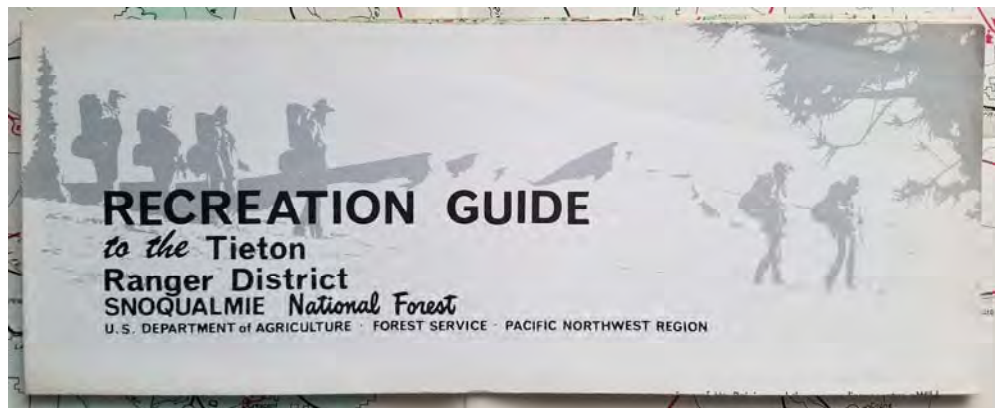 RECREATION GUIDE
to the Tieton
Ranger District
SNOQUALMIE National Forest
U.S. DEPARTMENT of AGRICULTURE · FOREST SERVICE · PACIFIC NORTHWEST REGION